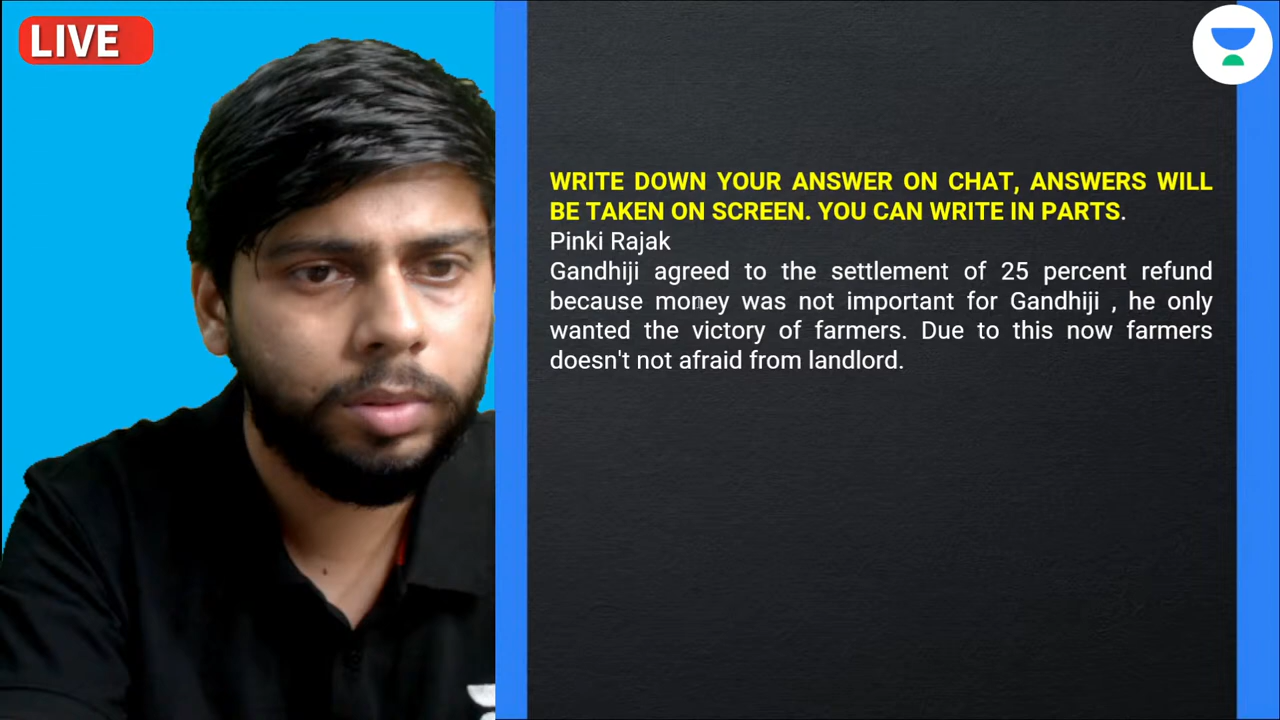 LIVE
WRITE DOWN YOUR ANSWER ON CHAT, ANSWERS WILL
BE TAKEN ON SCREEN. YOU CAN WRITE IN PARTS.
Pinki Rajak
Gandhiji agreed to the settlement of 25 percent refund
because money was not important for Gandhiji , he only
wanted the victory of farmers. Due to this now farmers
doesn't not afraid from landlord.